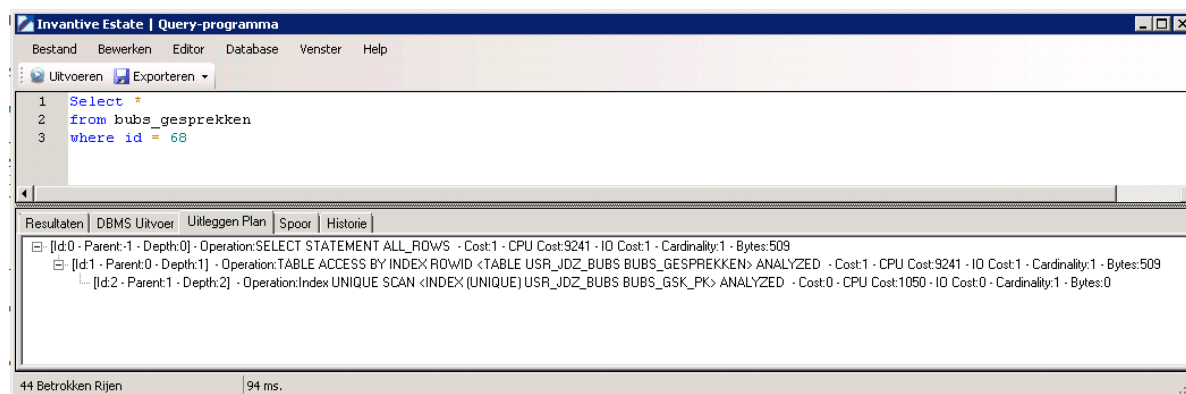 Invantive Estate | Query-programma
Bestand Bewerken Editor Database Venster Help
Uitvoeren Exporteren
1 Select *
2 from bubs_gesprekken
3 where id = 68
Resultaten DBMS Uitvoer Uitleggen Plan Spoor Historie
[Id:0 - Parent:-1 - Depth:0] - Operation:SELECT STATEMENT ALL_ROWS - Cost:1 - CPU Cost:9241 - IO Cost:1 - Cardinality:1 - Bytes:509
[Id:1 - Parent:0 - Depth:1] - Operation:TABLE ACCESS BY INDEX ROWID <TABLE USR_JDZ_BUBS BUBS_GESPREKKEN> ANALYZED - Cost:1 - CPU Cost:9241 - IO Cost:1 - Cardinality:1 - Bytes:509
[Id:2 - Parent:1 - Depth:2] - Operation:Index UNIQUE SCAN <INDEX (UNIQUE) USR_JDZ_BUBS BUBS_GSK_PK> ANALYZED - Cost:0 - CPU Cost:1050 - IO Cost:0 - Cardinality:1 - Bytes:0
44 Betrokken Rijen 94 ms.